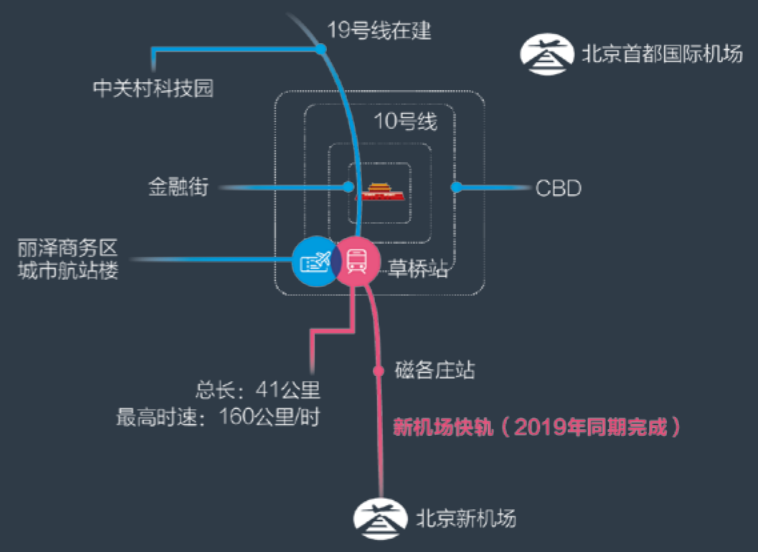 19号线在建
北京首都国际机场
中关村科技园
10号线
金融街
CBD
丽泽商务区
城市航站楼
草桥站
磁各庄站
总长：41公里
最高时速：160公里/时
新机场快轨（2019年同期完成）
北京新机场